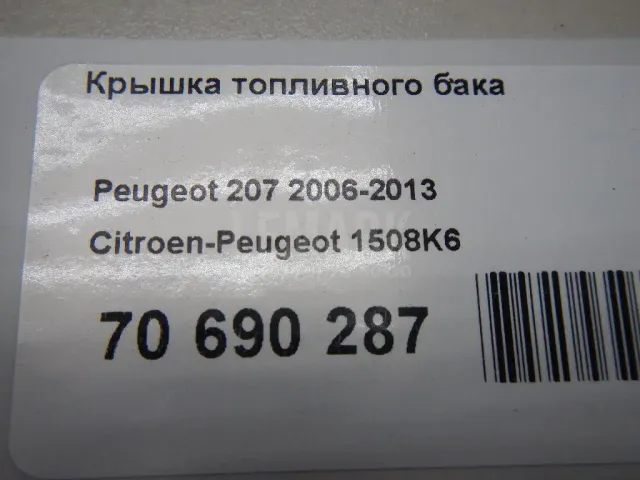 Крышка топливного бака
Peugeot 207 2006-2013
Citroen-Peugeot 1508K6
70 690 287